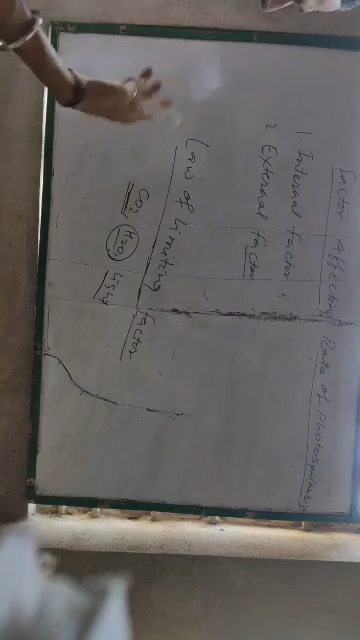 Factor Affecting Rate of Photosynthesis
1. Internal factor :
2. External factor
Law of limiting factor
CO2 H2O light